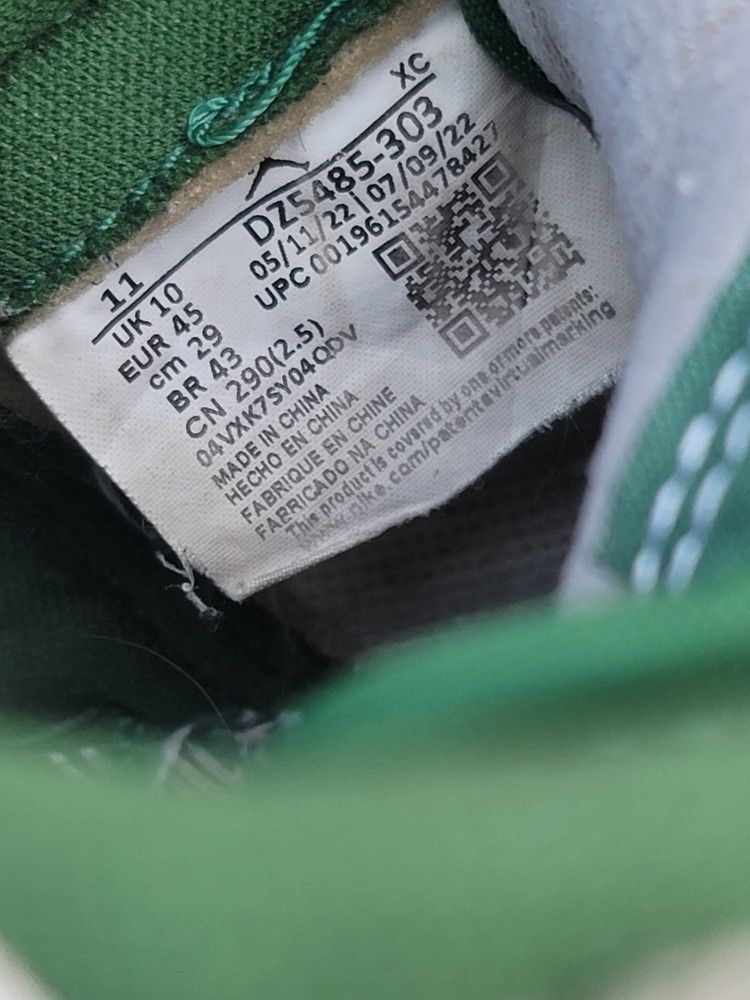 XC
11
DZ5485-303
UK 10
05/11/22 | 07/09/22
EUR 45
UPC 00196154478427
cm 29
BR 43
CN 290(2.5)
04VXK7SY04QDV
MADE IN CHINA
HECHO EN CHINA
FABRIQUE EN CHINE
FABRICADO NA CHINA
This product is covered by one or more patents:
www.nike.com/patentsvirtualmarking